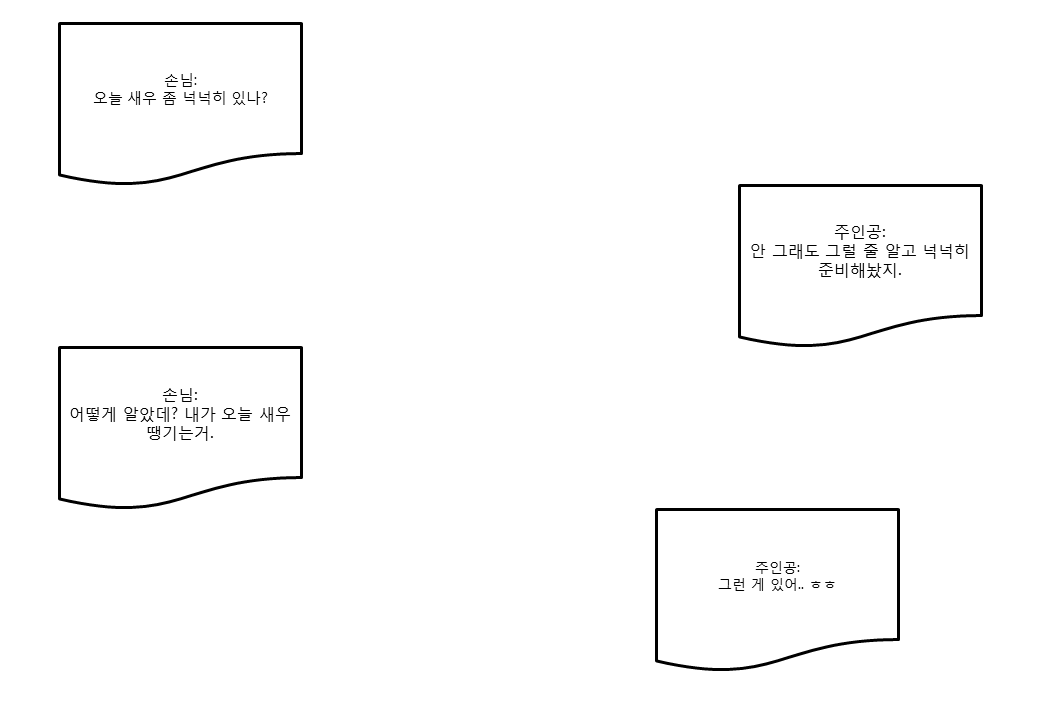 손님:
오늘 새우 좀 넉넉히 있나?
주인공:
안 그래도 그럴 줄 알고 넉넉히
준비해놨지.
손님:
어떻게 알았데? 내가 오늘 새우
땡기는거.
주인공:
그런 게 있어.. ㅎㅎ